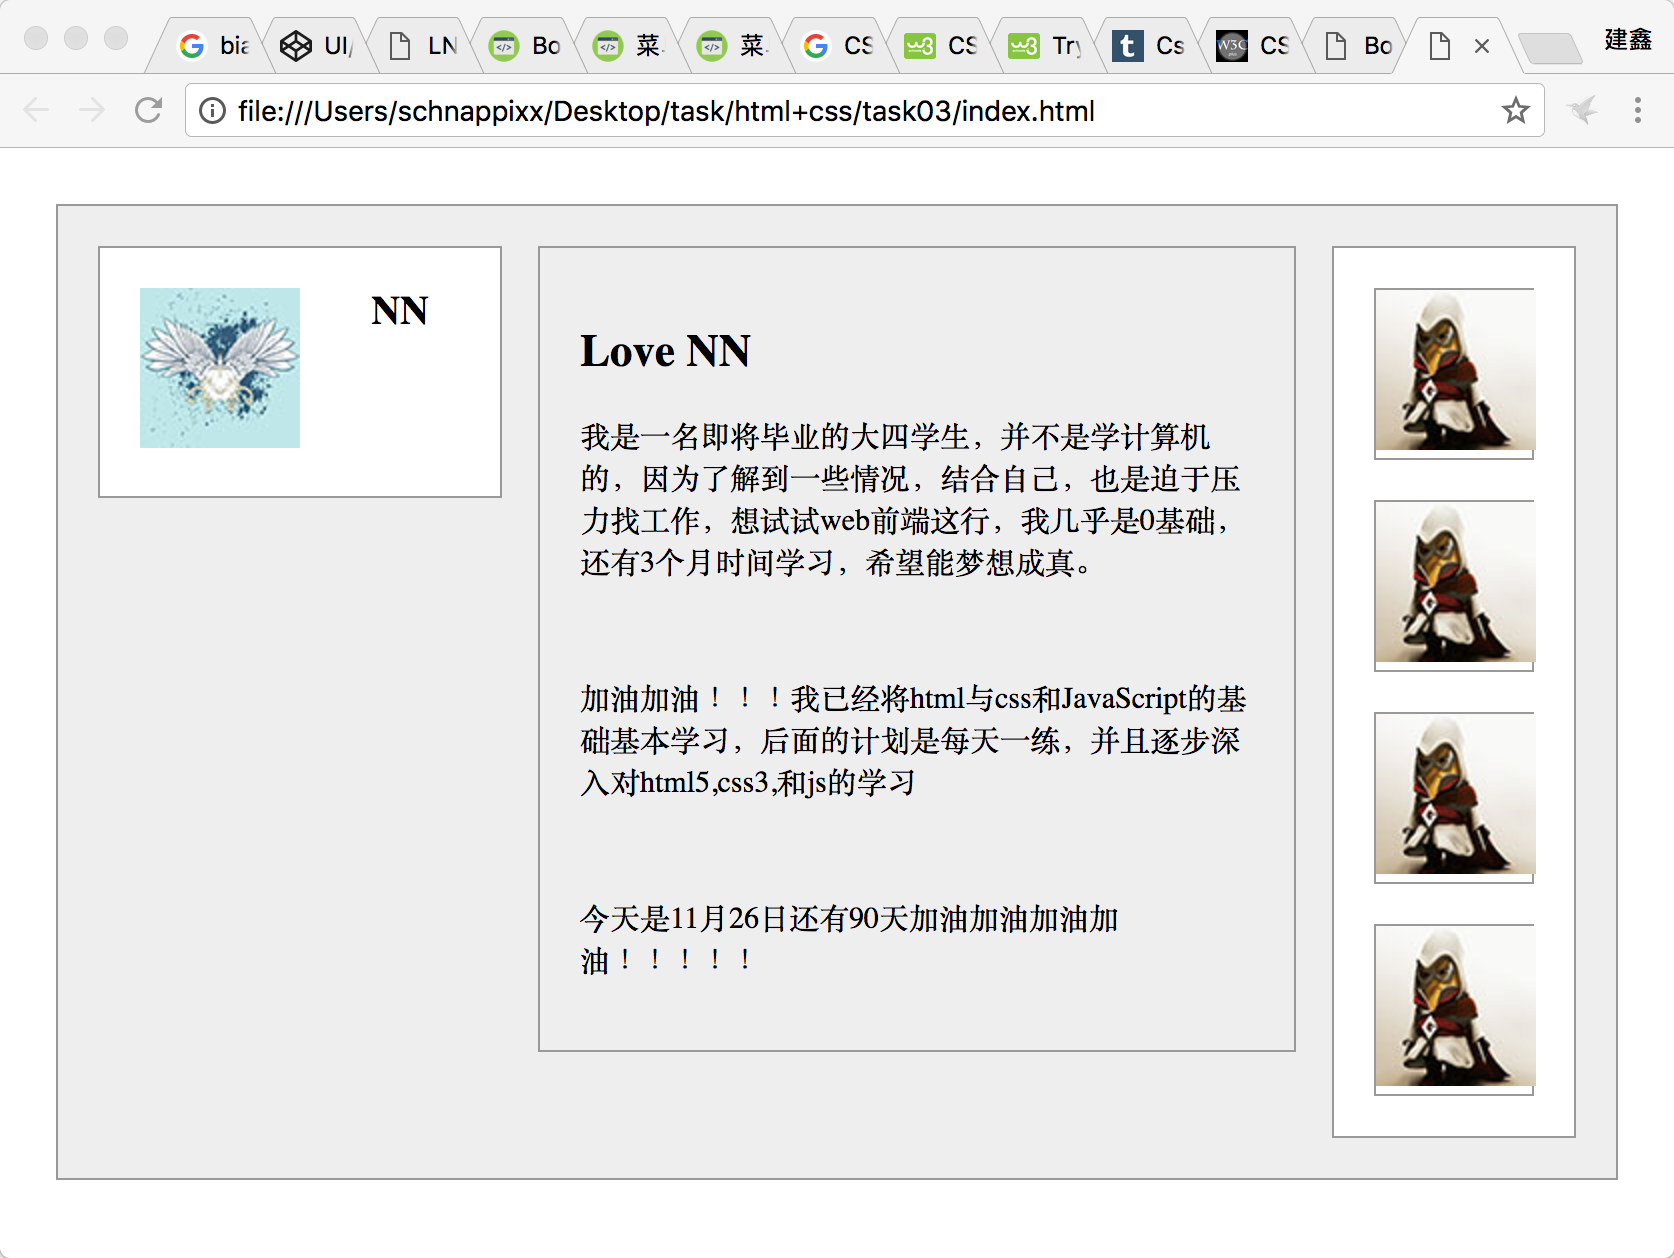 bia
UI/
LN
Bo
菜
菜
CS
CS
Try
Cs
CS
Bo
建鑫
file:///Users/schnappixx/Desktop/task/html+css/task03/index.html
NN
Love NN
我是一名即将毕业的大四学生，并不是学计算机
的，因为了解到一些情况，结合自己，也是迫于压
力找工作，想试试web前端这行，我几乎是0基础，
还有3个月时间学习，希望能梦想成真。
加油加油！！！我已经将html与css和JavaScript的基
础基本学习，后面的计划是每天一练，并且逐步深
入对html5,css3,和js的学习
今天是11月26日还有90天加油加油加油加
油！！！！！